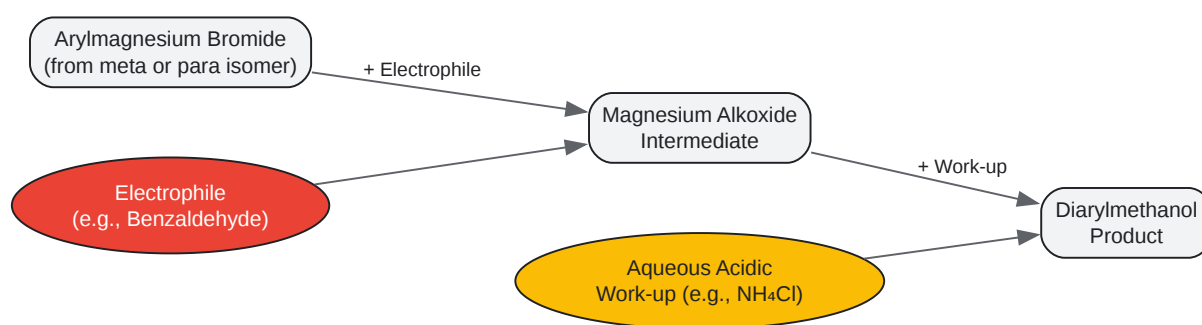 Arylmagnesium Bromide
(from meta or para isomer)
+ Electrophile
Magnesium Alkoxide
Intermediate
Electrophile
(e.g., Benzaldehyde)
+ Work-up
Diarylmethanol
Product
Aqueous Acidic
Work-up (e.g., NH₄Cl)